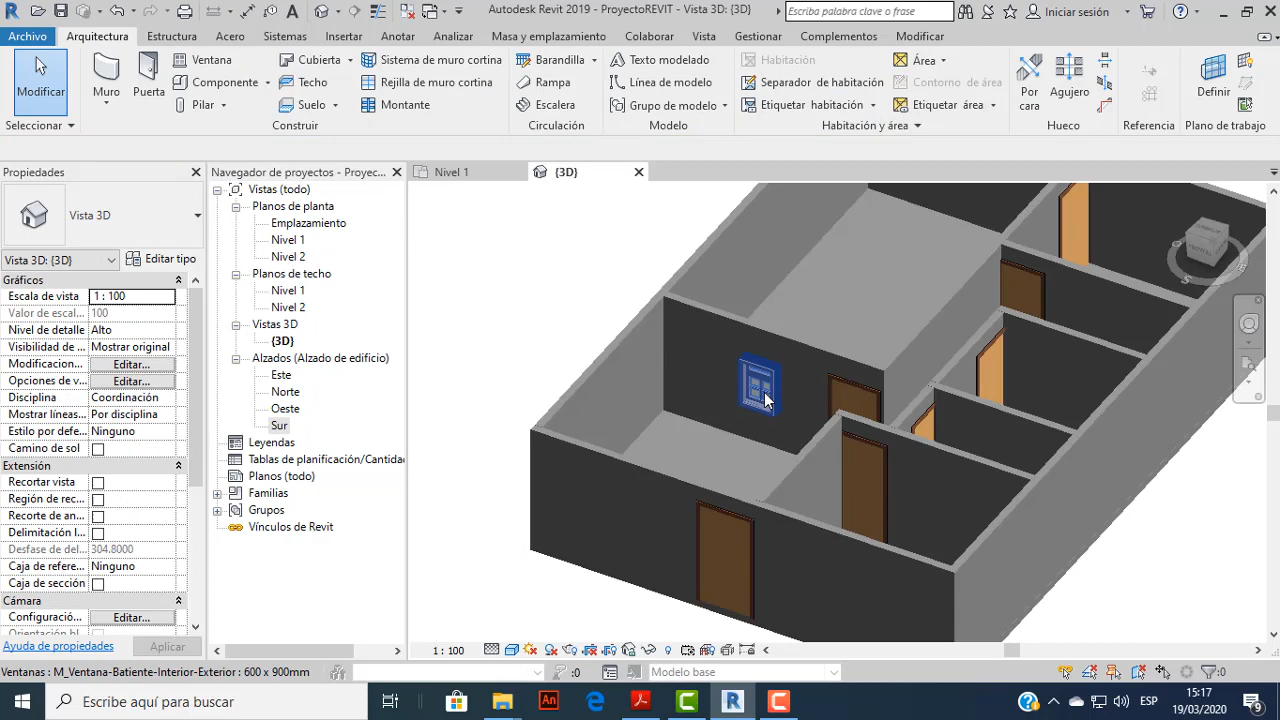 Autodesk Revit 2019 - ProyectoREVIT - Vista 3D: {3D}
Escriba palabra clave o frase
Iniciar sesión
Archivo
Arquitectura
Estructura
Acero
Sistemas
Insertar
Anotar
Analizar
Masa y emplazamiento
Colaborar
Vista
Gestionar
Complementos
Modificar
Modificar
Muro
Puerta
Ventana
Componente
Pilar
Cubierta
Techo
Suelo
Sistema de muro cortina
Rejilla de muro cortina
Montante
Barandilla
Rampa
Escalera
Texto modelado
Línea de modelo
Grupo de modelo
Habitación
Separador de habitación
Etiquetar habitación
Área
Contorno de área
Etiquetar área
Por cara
Agujero
Definir
Seleccionar
Construir
Circulación
Modelo
Habitación y área
Hueco
Referencia
Plano de trabajo
Propiedades
Vista 3D
Vista 3D: {3D}
Editar tipo
Gráficos
Escala de vista 1 : 100
Valor de escal... 100
Nivel de detalle Alto
Visibilidad de ... Mostrar original
Modificacion... Editar...
Opciones de v... Editar...
Disciplina Coordinación
Mostrar líneas... Por disciplina
Estilo por defe... Ninguno
Camino de sol
Extensión
Recortar vista
Región de rec...
Recorte de an...
Delimitación l...
Desfase de del... 304.8000
Caja de refere... Ninguno
Caja de sección
Cámara
Configuració... Editar...
Ayuda de propiedades
Aplicar
Navegador de proyectos - Proyec...
Vistas (todo)
Planos de planta
Emplazamiento
Nivel 1
Nivel 2
Planos de techo
Nivel 1
Nivel 2
Vistas 3D
{3D}
Alzados (Alzado de edificio)
Este
Norte
Oeste
Sur
Leyendas
Tablas de planificación/Cantida
Planos (todo)
Familias
Grupos
Vínculos de Revit
Nivel 1
{3D}
1 : 100
Ventanas : M_Ventana-Batiente-Interior-Exterior : 600 x 900mm
:0
Modelo base
:0
Escribe aquí para buscar
An
R
C
C
ESP
15:17
19/03/2020